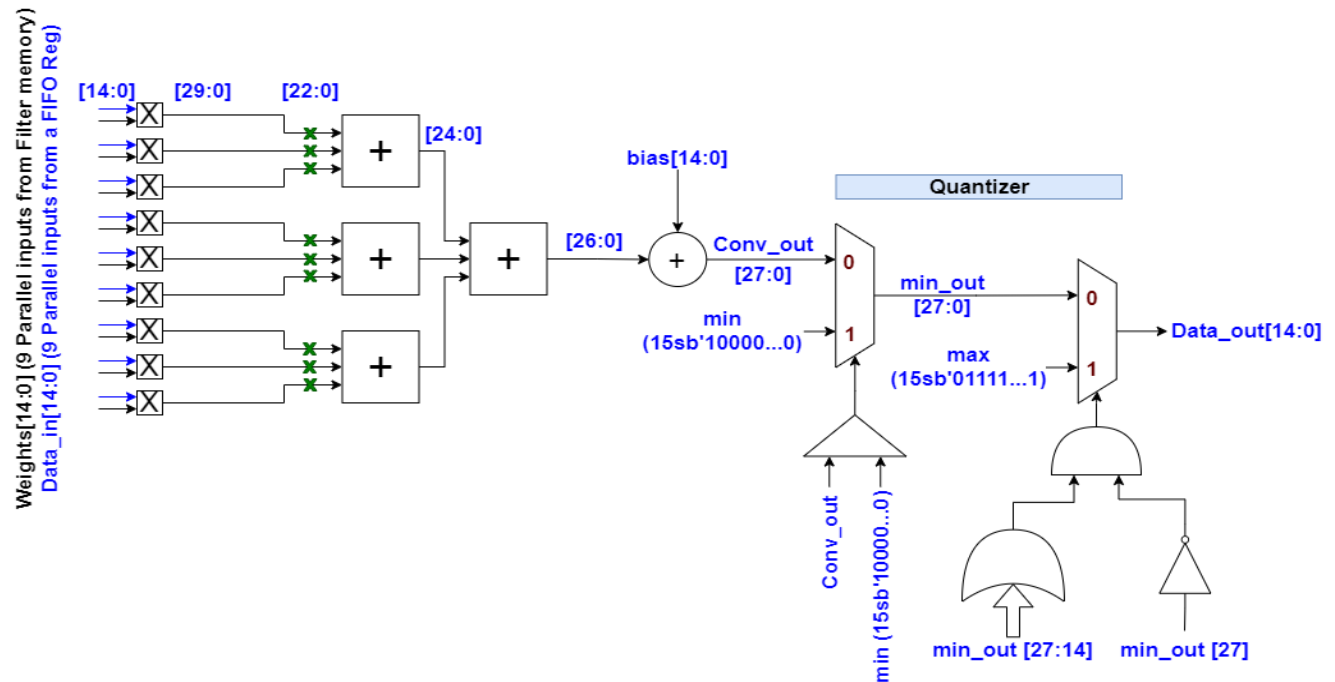 Weights[14:0] (9 Parallel inputs from Filter memory)
Data_in[14:0] (9 Parallel inputs from a FIFO Reg)
[14:0]
[29:0]
[22:0]
X
X
X
X
X
X
X
X
X
+
+
+
[24:0]
+
[26:0]
bias[14:0]
+
Conv_out
[27:0]
Quantizer
0
1
min
(15sb'10000...0)
Conv_out
min (15sb'10000...0)
min_out
[27:0]
0
1
max
(15sb'01111...1)
Data_out[14:0]
min_out [27:14]
min_out [27]